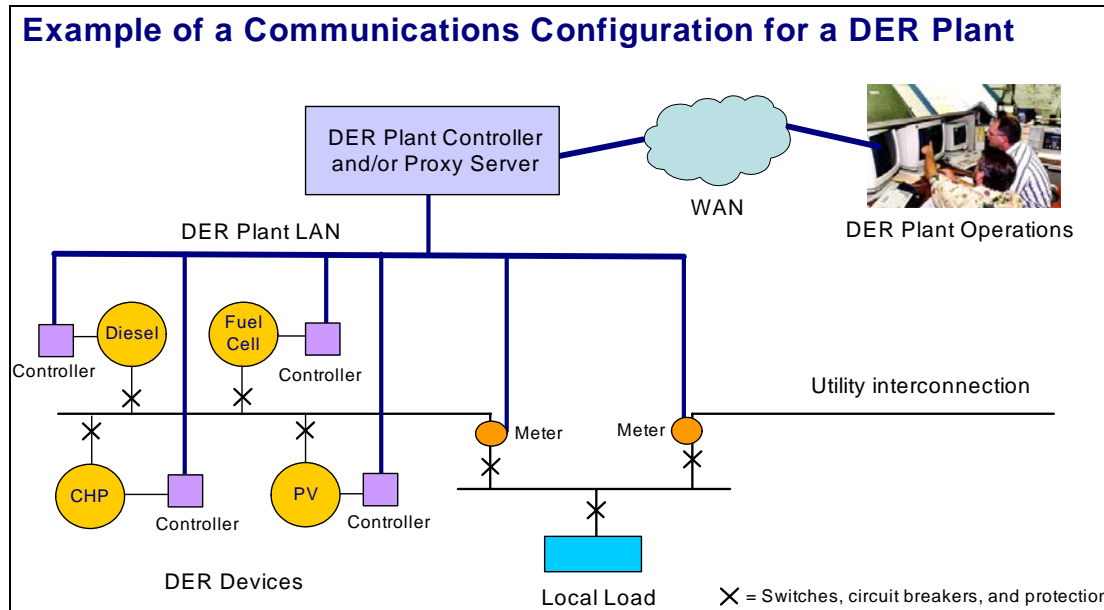 Example of a Communications Configuration for a DER Plant
DER Plant Controller
and/or Proxy Server
WAN
DER Plant Operations
DER Plant LAN
Diesel
Fuel
Cell
Controller
Controller
Utility interconnection
Meter
Meter
CHP
PV
Controller
Controller
DER Devices
Local Load
= Switches, circuit breakers, and protection